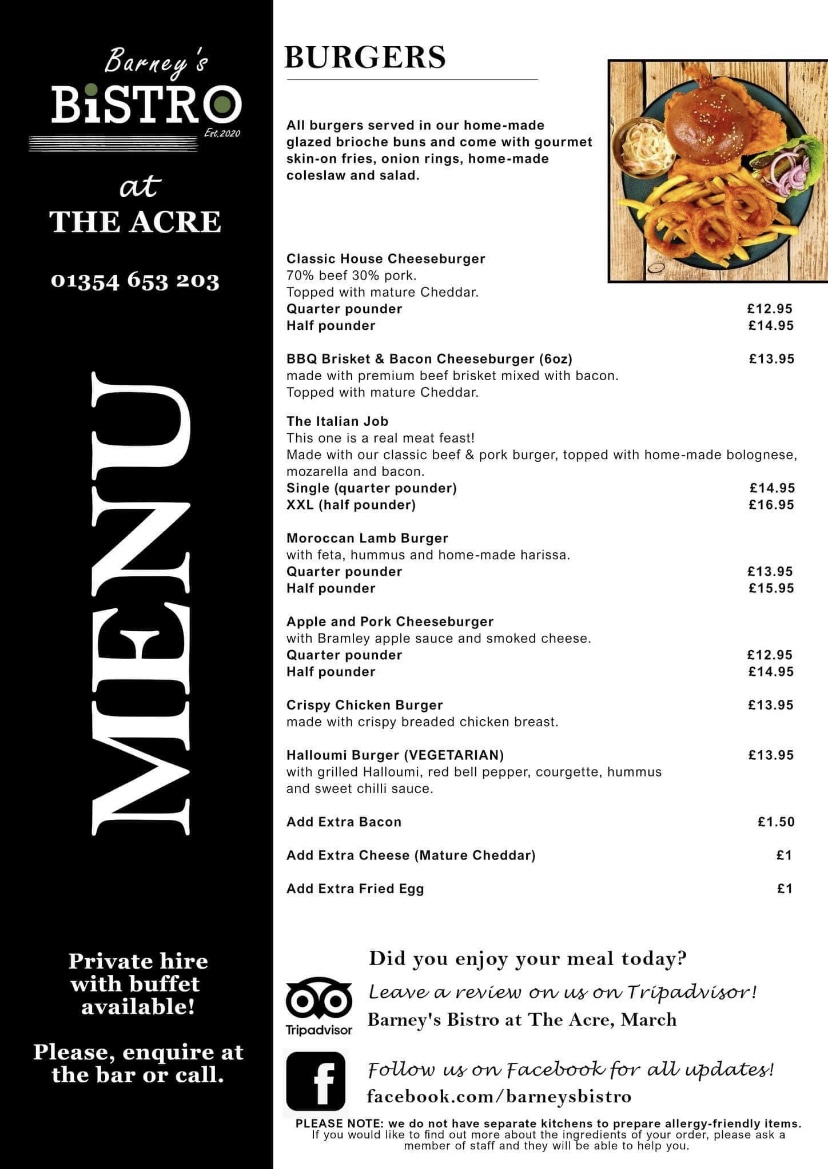 Barney's
BiSTRO
Est.2020
at
THE ACRE
01354 653 203
MENU
Private hire
with buffet
available!
Please, enquire at
the bar or call.
BURGERS
All burgers served in our home-made
glazed brioche buns and come with gourmet
skin-on fries, onion rings, home-made
coleslaw and salad.
Classic House Cheeseburger
70% beef 30% pork.
Topped with mature Cheddar.
Quarter pounder £12.95
Half pounder £14.95
BBQ Brisket & Bacon Cheeseburger (6oz) £13.95
made with premium beef brisket mixed with bacon.
Topped with mature Cheddar.
The Italian Job
This one is a real meat feast!
Made with our classic beef & pork burger, topped with home-made bolognese,
mozarella and bacon.
Single (quarter pounder) £14.95
XXL (half pounder) £16.95
Moroccan Lamb Burger
with feta, hummus and home-made harissa.
Quarter pounder £13.95
Half pounder £15.95
Apple and Pork Cheeseburger
with Bramley apple sauce and smoked cheese.
Quarter pounder £12.95
Half pounder £14.95
Crispy Chicken Burger £13.95
made with crispy breaded chicken breast.
Halloumi Burger (VEGETARIAN) £13.95
with grilled Halloumi, red bell pepper, courgette, hummus
and sweet chilli sauce.
Add Extra Bacon £1.50
Add Extra Cheese (Mature Cheddar) £1
Add Extra Fried Egg £1
Did you enjoy your meal today?
Leave a review on us on Tripadvisor!
Barney's Bistro at The Acre, March
Tripadvisor
Follow us on Facebook for all updates!
facebook.com/barneysbistro
f
PLEASE NOTE: we do not have separate kitchens to prepare allergy-friendly items.
If you would like to find out more about the ingredients of your order, please ask a
member of staff and they will be able to help you.